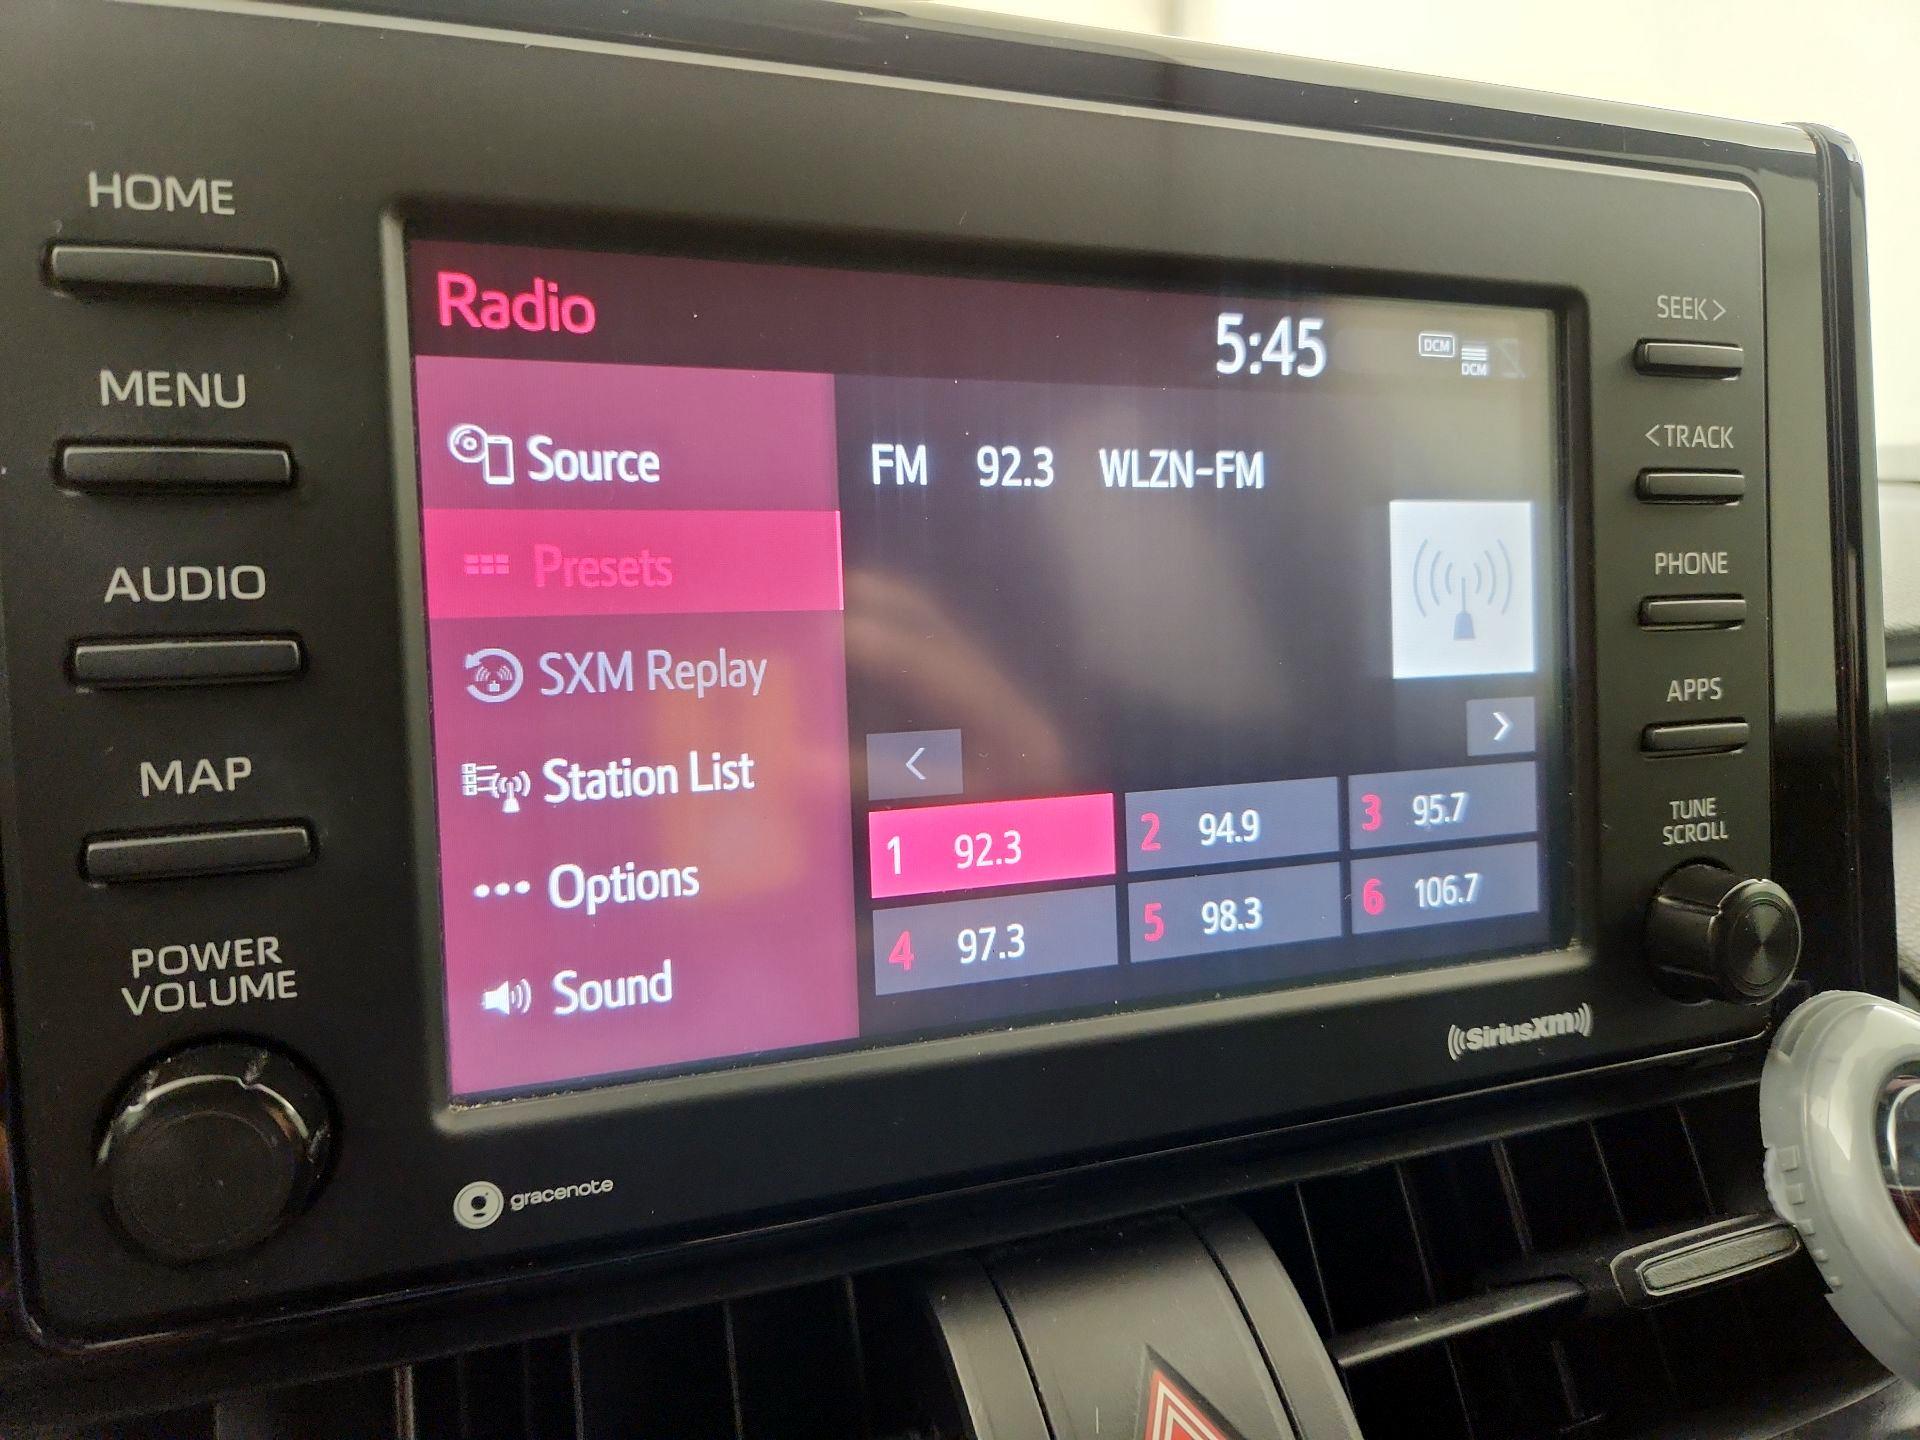 HOME
MENU
AUDIO
MAP
POWER
VOLUME
Radio
5:45
DCM
DCM
Source
Presets
SXM Replay
Station List
Options
Sound
FM 92.3 WLZN-FM
<
>
1 92.3
2 94.9
3 95.7
4 97.3
5 98.3
6 106.7
SEEK >
< TRACK
PHONE
APPS
TUNE
SCROLL
gracenote
((SiriusXM))